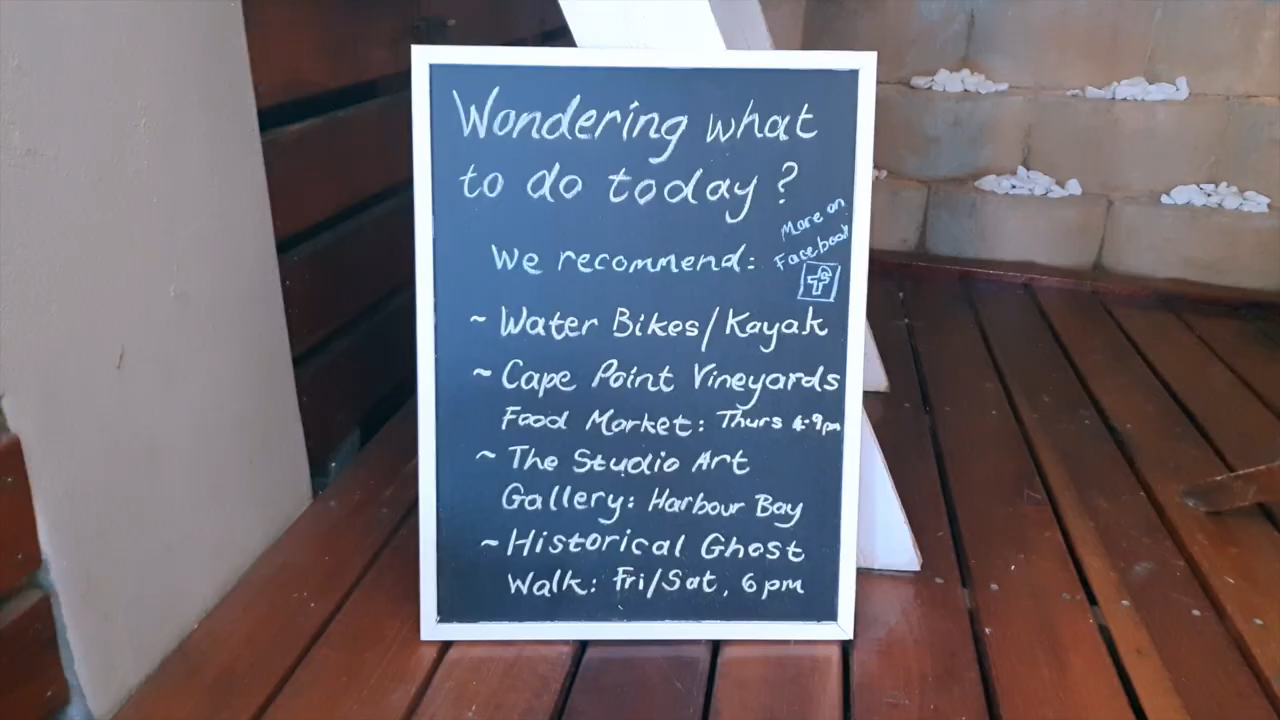 Wondering what
to do today?
More on
Facebook
f
We recommend:
~ Water Bikes/Kayak
~ Cape Point Vineyards
Food Market: Thurs 4-9pm
~ The Studio Art
Gallery: Harbour Bay
~ Historical Ghost
Walk: Fri/Sat, 6pm